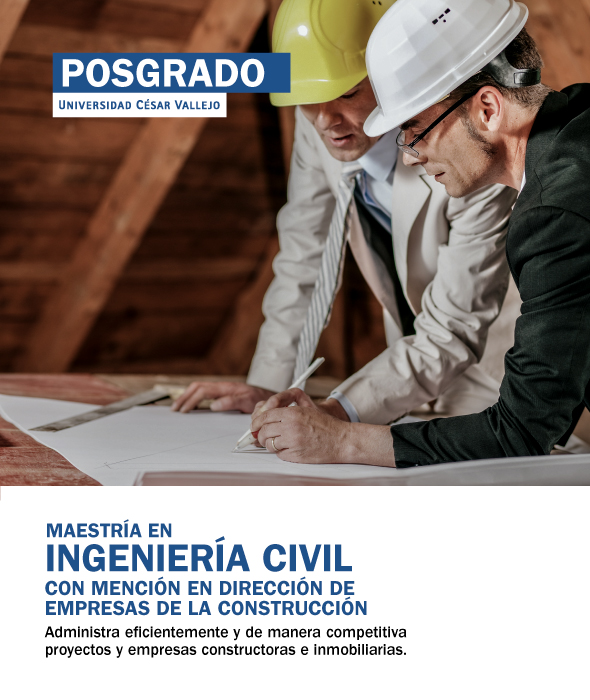 POSGRADO
UNIVERSIDAD CÉSAR VALLEJO
MAESTRÍA EN
INGENIERÍA CIVIL
CON MENCIÓN EN DIRECCIÓN DE
EMPRESAS DE LA CONSTRUCCIÓN
Administra eficientemente y de manera competitiva
proyectos y empresas constructoras e inmobiliarias.